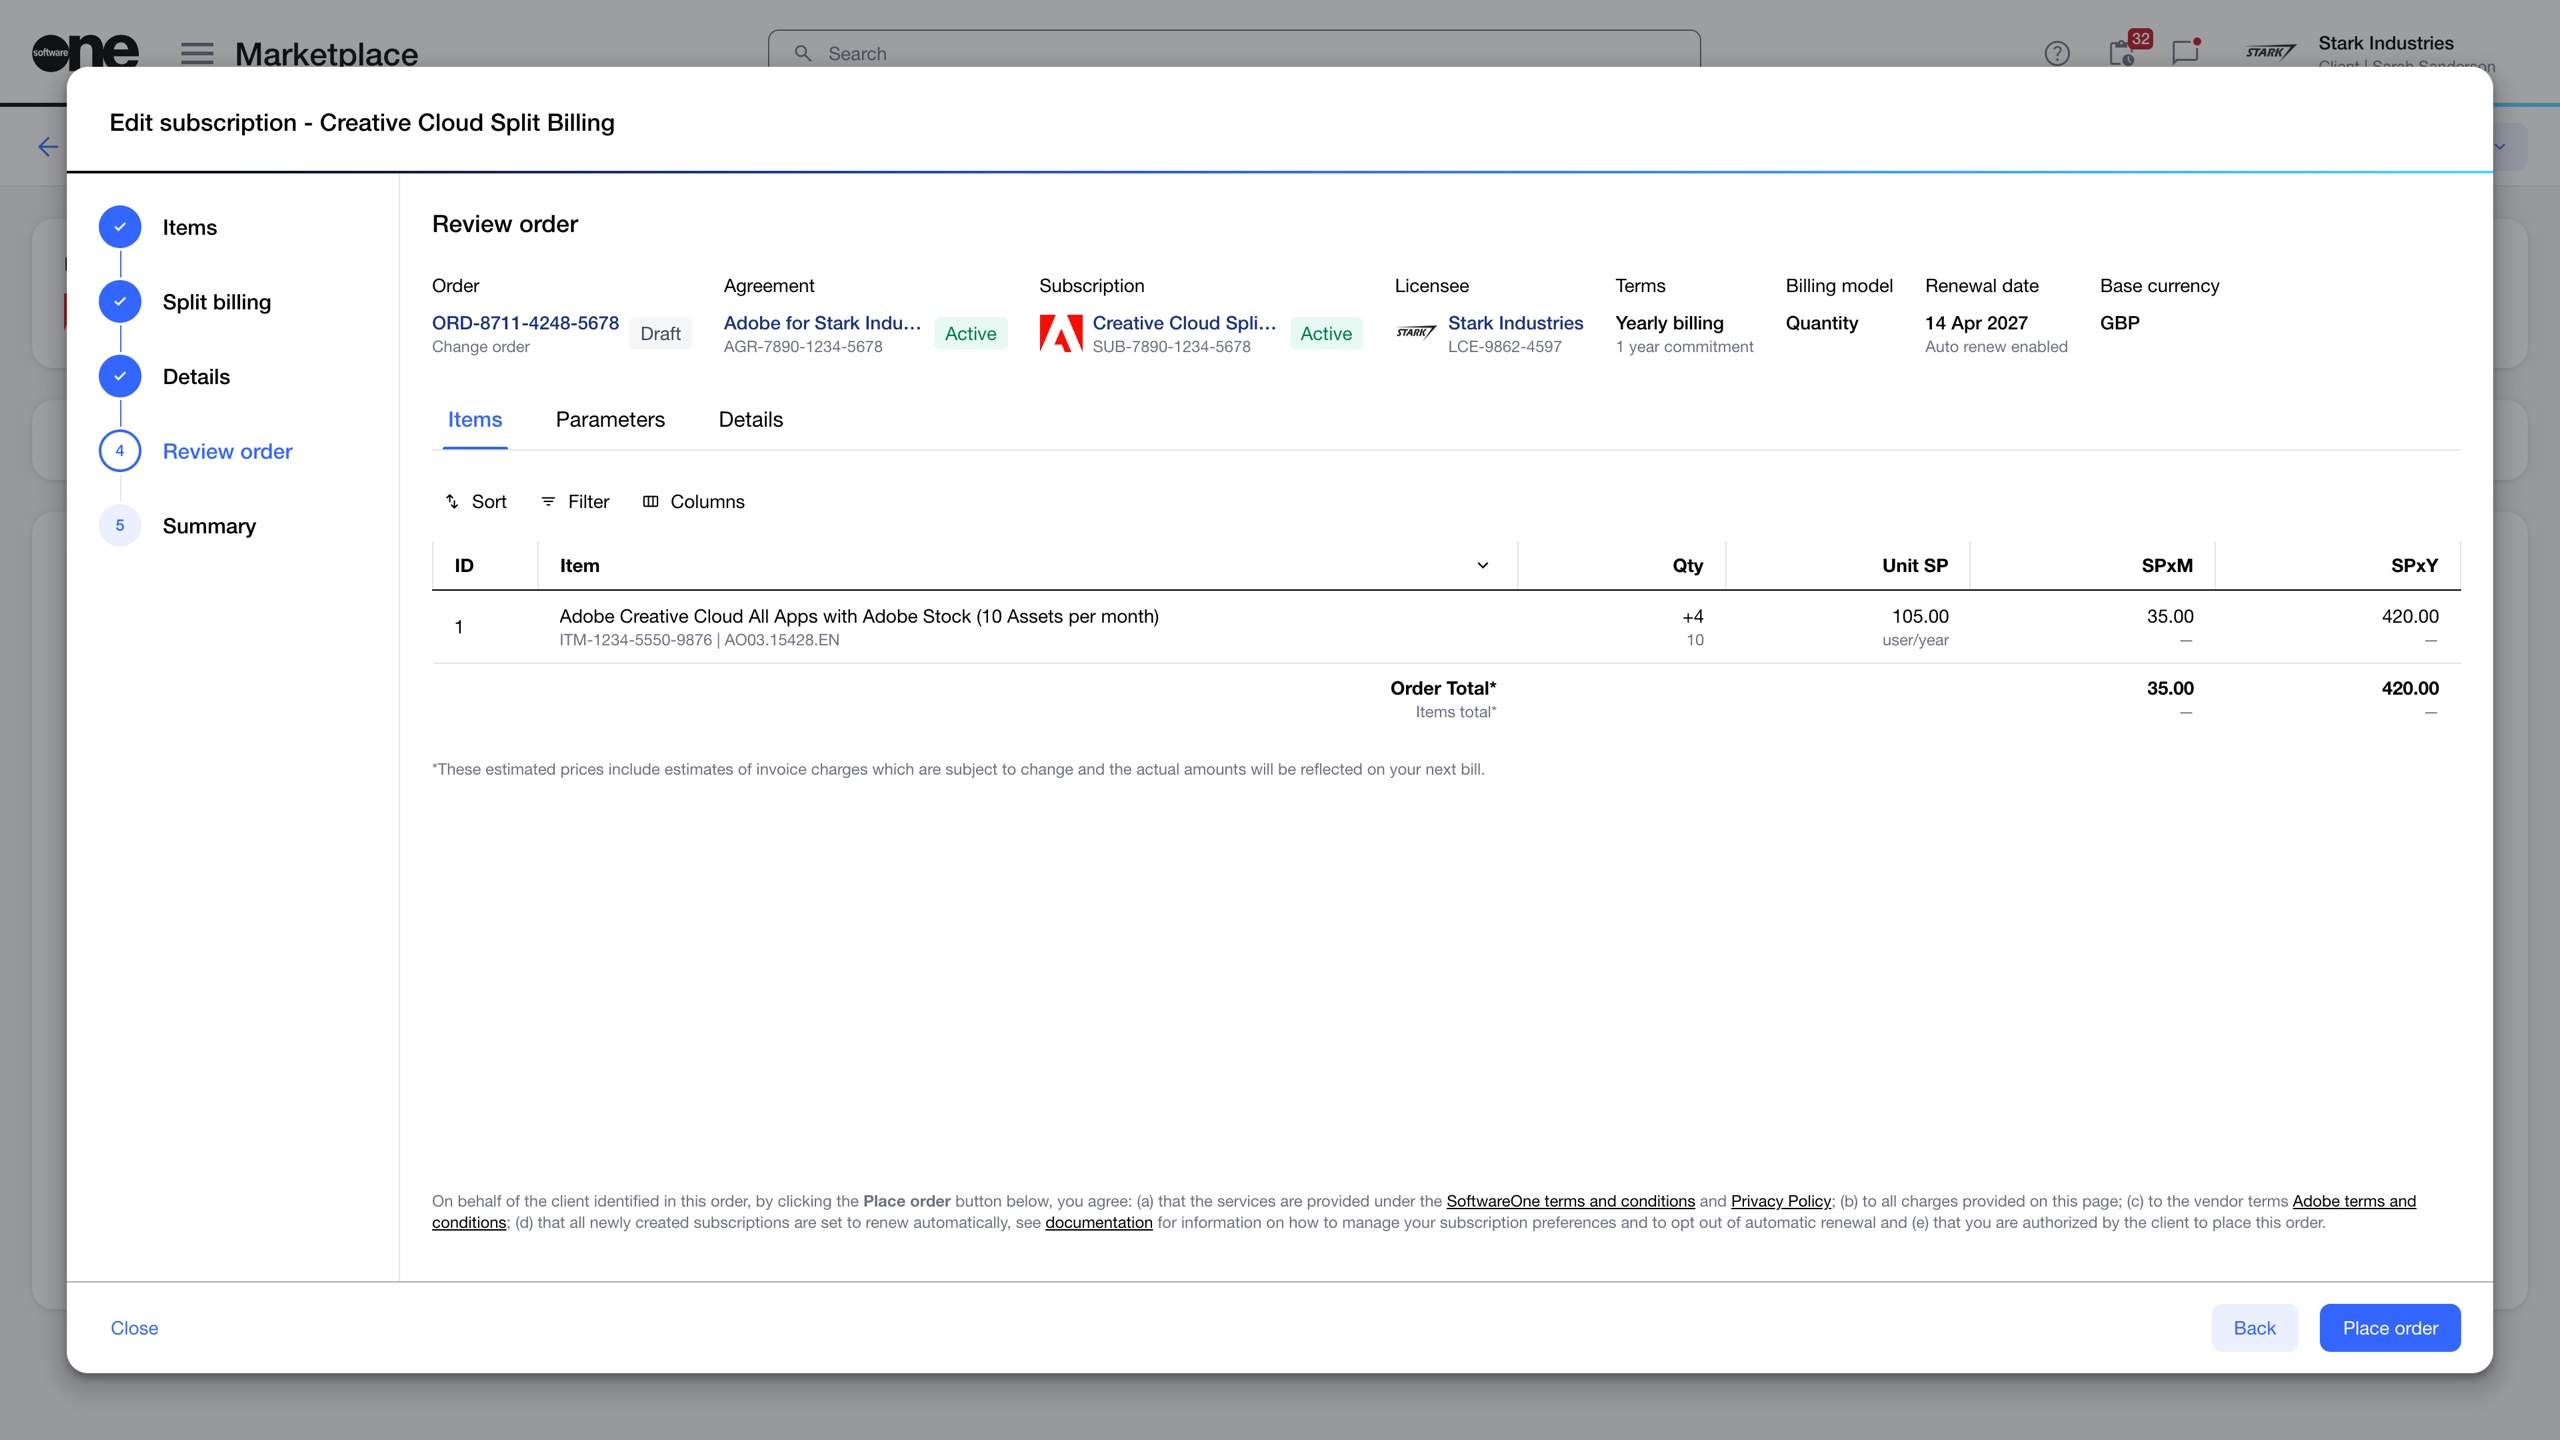 software one
Marketplace
Search
32
STARK
Stark Industries
Client | Sarah Sanderson
Edit subscription - Creative Cloud Split Billing
Items
Split billing
Details
4
Review order
5
Summary
Review order
Order
ORD-8711-4248-5678
Change order
Draft
Agreement
Adobe for Stark Indu...
AGR-7890-1234-5678
Active
Subscription
Creative Cloud Spli...
SUB-7890-1234-5678
Active
Licensee
STARK
Stark Industries
LCE-9862-4597
Terms
Yearly billing
1 year commitment
Billing model
Quantity
Renewal date
14 Apr 2027
Auto renew enabled
Base currency
GBP
Items Parameters Details
Sort Filter Columns
ID Item Qty Unit SP SPxM SPxY
1 Adobe Creative Cloud All Apps with Adobe Stock (10 Assets per month) +4 105.00 35.00 420.00
ITM-1234-5550-9876 | AO03.15428.EN 10 user/year — —
Order Total* 35.00 420.00
Items total* — —
*These estimated prices include estimates of invoice charges which are subject to change and the actual amounts will be reflected on your next bill.
On behalf of the client identified in this order, by clicking the Place order button below, you agree: (a) that the services are provided under the SoftwareOne terms and conditions and Privacy Policy; (b) to all charges provided on this page; (c) to the vendor terms Adobe terms and
conditions; (d) that all newly created subscriptions are set to renew automatically, see documentation for information on how to manage your subscription preferences and to opt out of automatic renewal and (e) that you are authorized by the client to place this order.
Close
Back
Place order